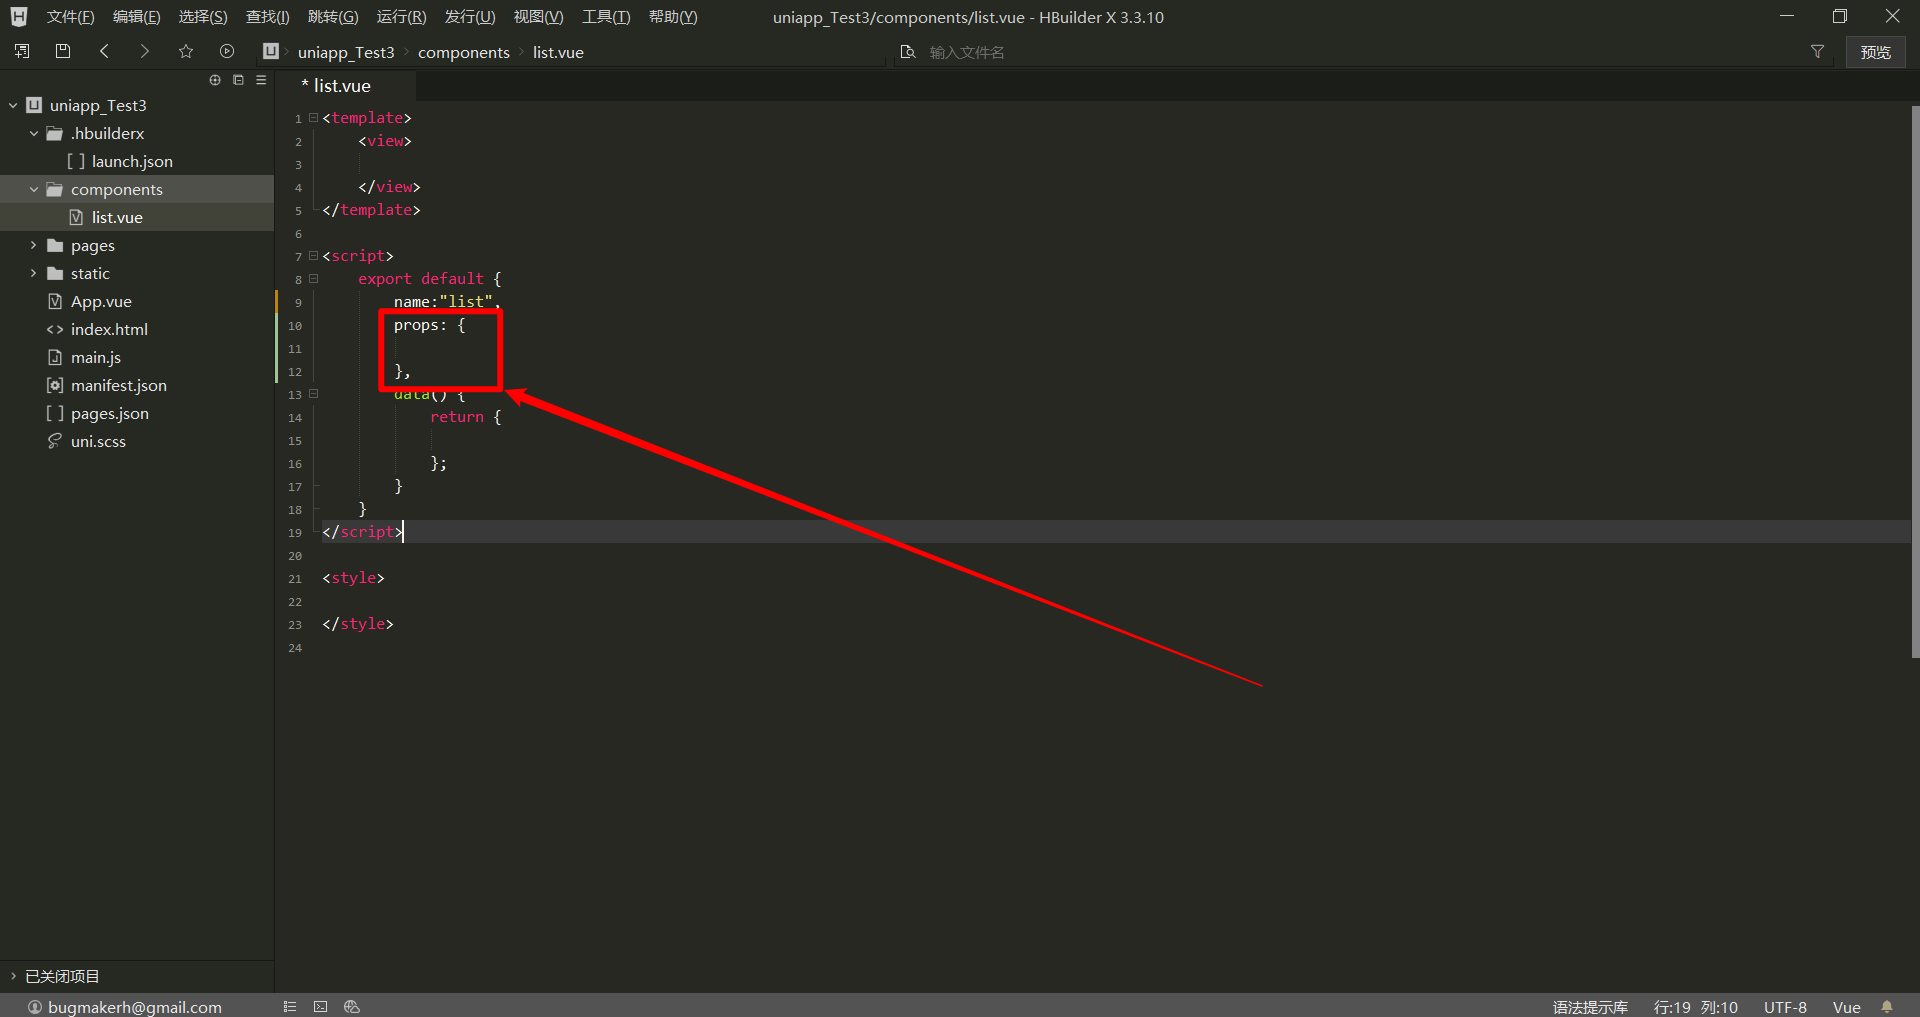 文件(F) 编辑(E) 选择(S) 查找(I) 跳转(G) 运行(R) 发行(U) 视图(V) 工具(T) 帮助(Y) uniapp_Test3/components/list.vue - HBuilder X 3.3.10
uniapp_Test3 components list.vue 输入文件名 预览
* list.vue
uniapp_Test3
.hbuilderx
launch.json
components
list.vue
pages
static
App.vue
index.html
main.js
manifest.json
pages.json
uni.scss
1 <template>
2 <view>
3
4 </view>
5 </template>
6
7 <script>
8 export default {
9 name:"list",
10 props: {
11
12 },
13 data() {
14 return {
15
16 };
17 }
18 }
19 </script>
20
21 <style>
22
23 </style>
24
已关闭项目
bugmakerh@gmail.com 语法提示库 行:19 列:10 UTF-8 Vue